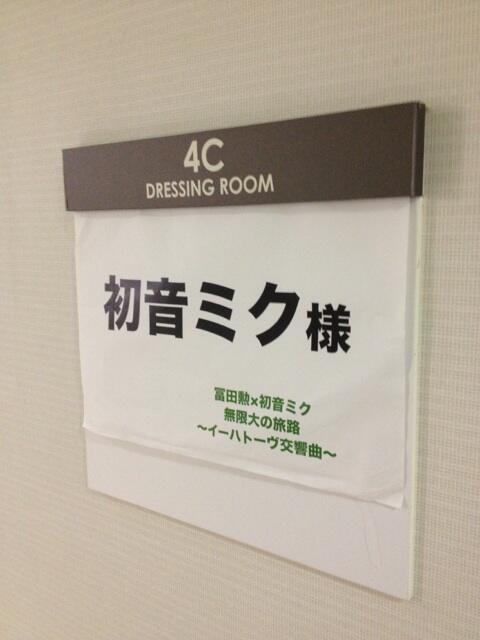 4C
DRESSING ROOM
初音ミク様
冨田勲×初音ミク
無限大の旅路
～イーハトーヴ交響曲～